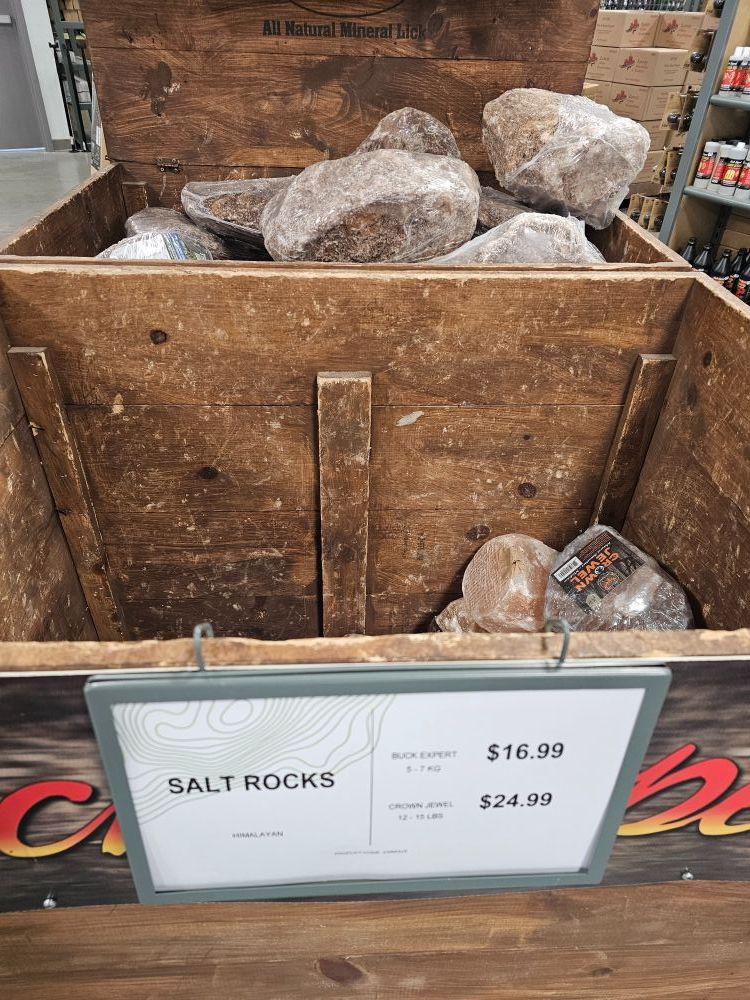 All Natural Mineral Lick
CROWN
JEWEL
SALT ROCKS
HIMALAYAN
BUCK EXPERT
5 - 7 KG
$16.99
CROWN JEWEL
12 - 15 LBS
$24.99